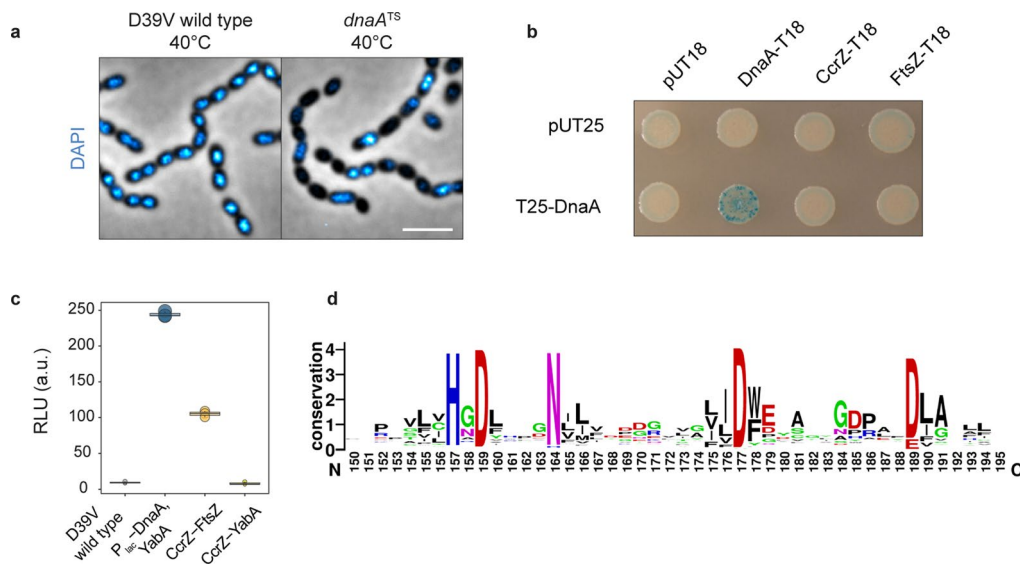 a
D39V wild type
40°C
dnaATS
40°C
DAPI
b
pUT18
DnaA-T18
CcrZ-T18
FtsZ-T18
pUT25
T25-DnaA
c
RLU (a.u.)
250
200
150
100
50
0
D39V
wild type
Plac–DnaA,
YabA
CcrZ–FtsZ
CcrZ–YabA
d
conservation
4
3
2
1
0
H G D L N I L L I D W E A G D P D L A
N 150 151 152 153 154 155 156 157 158 159 160 161 162 163 164 165 166 167 168 169 170 171 172 173 174 175 176 177 178 179 180 181 182 183 184 185 186 187 188 189 190 191 192 193 194 195 C